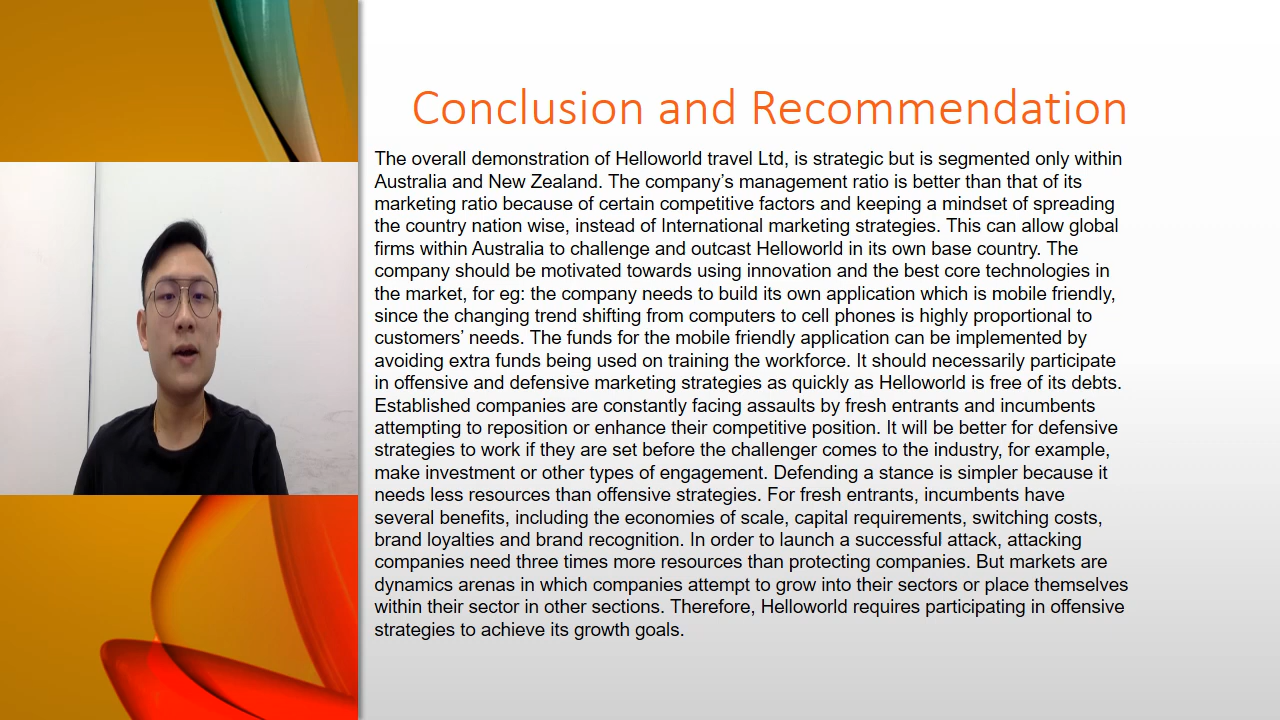 Conclusion and Recommendation
The overall demonstration of Helloworld travel Ltd, is strategic but is segmented only within
Australia and New Zealand. The company’s management ratio is better than that of its
marketing ratio because of certain competitive factors and keeping a mindset of spreading
the country nation wise, instead of International marketing strategies. This can allow global
firms within Australia to challenge and outcast Helloworld in its own base country. The
company should be motivated towards using innovation and the best core technologies in
the market, for eg: the company needs to build its own application which is mobile friendly,
since the changing trend shifting from computers to cell phones is highly proportional to
customers’ needs. The funds for the mobile friendly application can be implemented by
avoiding extra funds being used on training the workforce. It should necessarily participate
in offensive and defensive marketing strategies as quickly as Helloworld is free of its debts.
Established companies are constantly facing assaults by fresh entrants and incumbents
attempting to reposition or enhance their competitive position. It will be better for defensive
strategies to work if they are set before the challenger comes to the industry, for example,
make investment or other types of engagement. Defending a stance is simpler because it
needs less resources than offensive strategies. For fresh entrants, incumbents have
several benefits, including the economies of scale, capital requirements, switching costs,
brand loyalties and brand recognition. In order to launch a successful attack, attacking
companies need three times more resources than protecting companies. But markets are
dynamics arenas in which companies attempt to grow into their sectors or place themselves
within their sector in other sections. Therefore, Helloworld requires participating in offensive
strategies to achieve its growth goals.